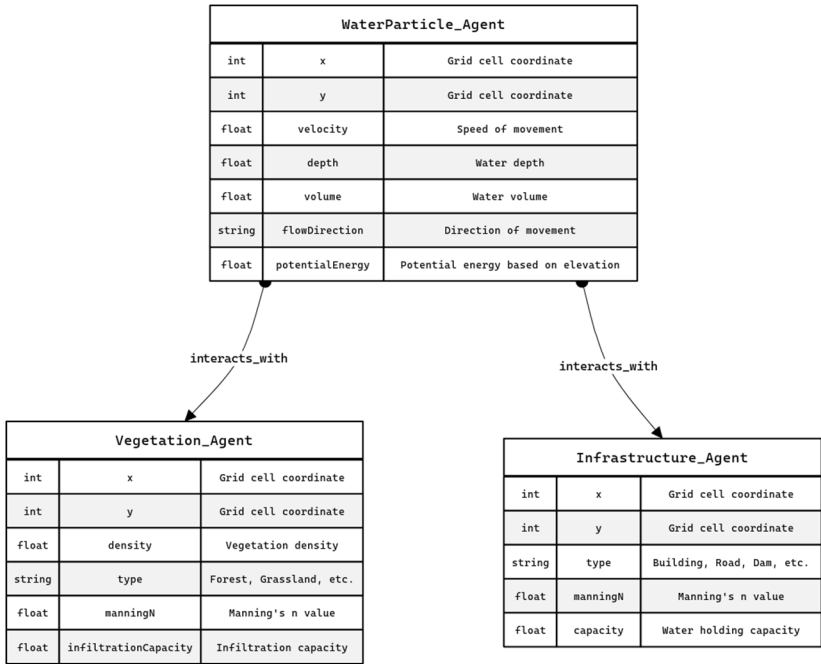 WaterParticle_Agent
int x Grid cell coordinate
int y Grid cell coordinate
float velocity Speed of movement
float depth Water depth
float volume Water volume
string flowDirection Direction of movement
float potentialEnergy Potential energy based on elevation
interacts_with
interacts_with
Vegetation_Agent
int x Grid cell coordinate
int y Grid cell coordinate
float density Vegetation density
string type Forest, Grassland, etc.
float manningN Manning's n value
float infiltrationCapacity Infiltration capacity
Infrastructure_Agent
int x Grid cell coordinate
int y Grid cell coordinate
string type Building, Road, Dam, etc.
float manningN Manning's n value
float capacity Water holding capacity